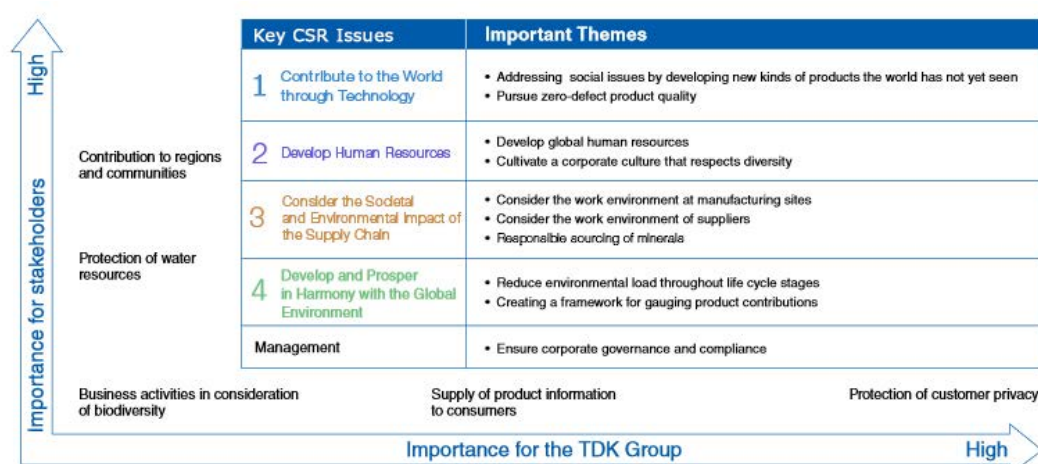 High
Importance for stakeholders
Key CSR Issues
Important Themes
1
Contribute to the World
through Technology
• Addressing social issues by developing new kinds of products the world has not yet seen
• Pursue zero-defect product quality
Contribution to regions
and communities
2
Develop Human Resources
• Develop global human resources
• Cultivate a corporate culture that respects diversity
3
Consider the Societal
and Environmental Impact of
the Supply Chain
• Consider the work environment at manufacturing sites
• Consider the work environment of suppliers
• Responsible sourcing of minerals
Protection of water
resources
4
Develop and Prosper
in Harmony with the Global
Environment
• Reduce environmental load throughout life cycle stages
• Creating a framework for gauging product contributions
Management
• Ensure corporate governance and compliance
Business activities in consideration
of biodiversity
Supply of product information
to consumers
Protection of customer privacy
Importance for the TDK Group
High